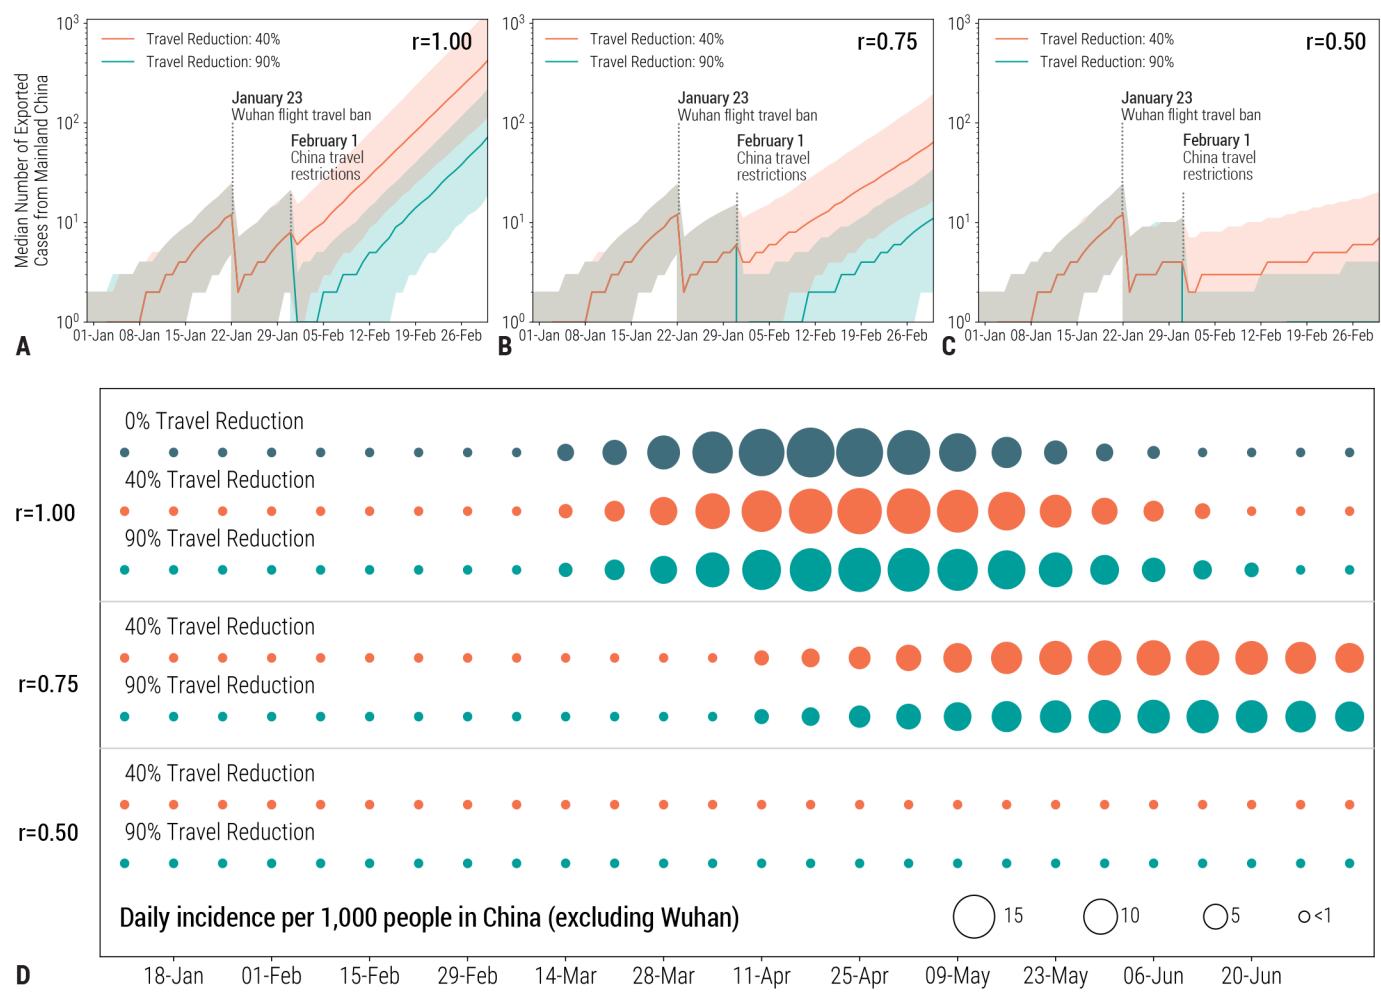 Median Number of Exported
Cases from Mainland China
10³
10²
10¹
10⁰
Travel Reduction: 40%
Travel Reduction: 90%
r=1.00
January 23
Wuhan flight travel ban
February 1
China travel
restrictions
01-Jan 08-Jan 15-Jan 22-Jan 29-Jan 05-Feb 12-Feb 19-Feb 26-Feb
A
10³
10²
10¹
10⁰
Travel Reduction: 40%
Travel Reduction: 90%
r=0.75
January 23
Wuhan flight travel ban
February 1
China travel
restrictions
01-Jan 08-Jan 15-Jan 22-Jan 29-Jan 05-Feb 12-Feb 19-Feb 26-Feb
B
10³
10²
10¹
10⁰
Travel Reduction: 40%
Travel Reduction: 90%
r=0.50
January 23
Wuhan flight travel ban
February 1
China travel
restrictions
01-Jan 08-Jan 15-Jan 22-Jan 29-Jan 05-Feb 12-Feb 19-Feb 26-Feb
C
0% Travel Reduction
40% Travel Reduction
r=1.00
90% Travel Reduction
40% Travel Reduction
r=0.75
90% Travel Reduction
40% Travel Reduction
r=0.50
90% Travel Reduction
Daily incidence per 1,000 people in China (excluding Wuhan)
15 10 5 <1
18-Jan 01-Feb 15-Feb 29-Feb 14-Mar 28-Mar 11-Apr 25-Apr 09-May 23-May 06-Jun 20-Jun
D